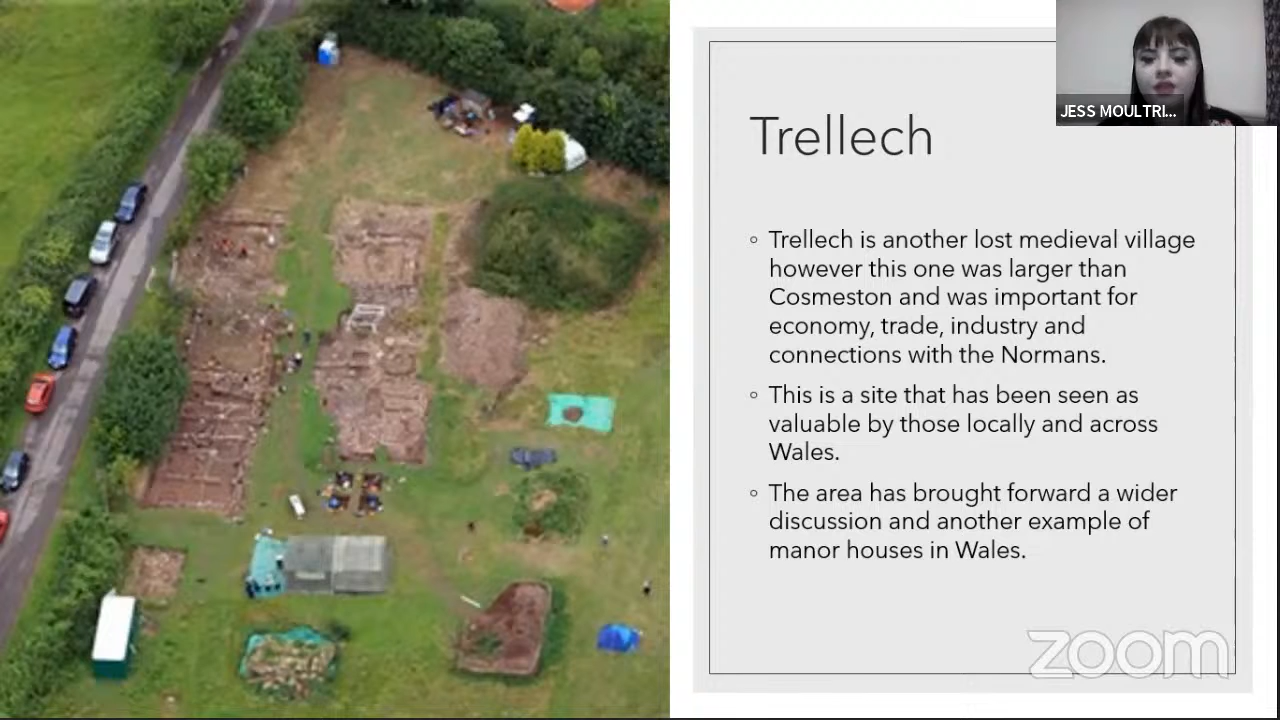 JESS MOULTRI...
Trellech
◦ Trellech is another lost medieval village
however this one was larger than
Cosmeston and was important for
economy, trade, industry and
connections with the Normans.
◦ This is a site that has been seen as
valuable by those locally and across
Wales.
◦ The area has brought forward a wider
discussion and another example of
manor houses in Wales.
zoom